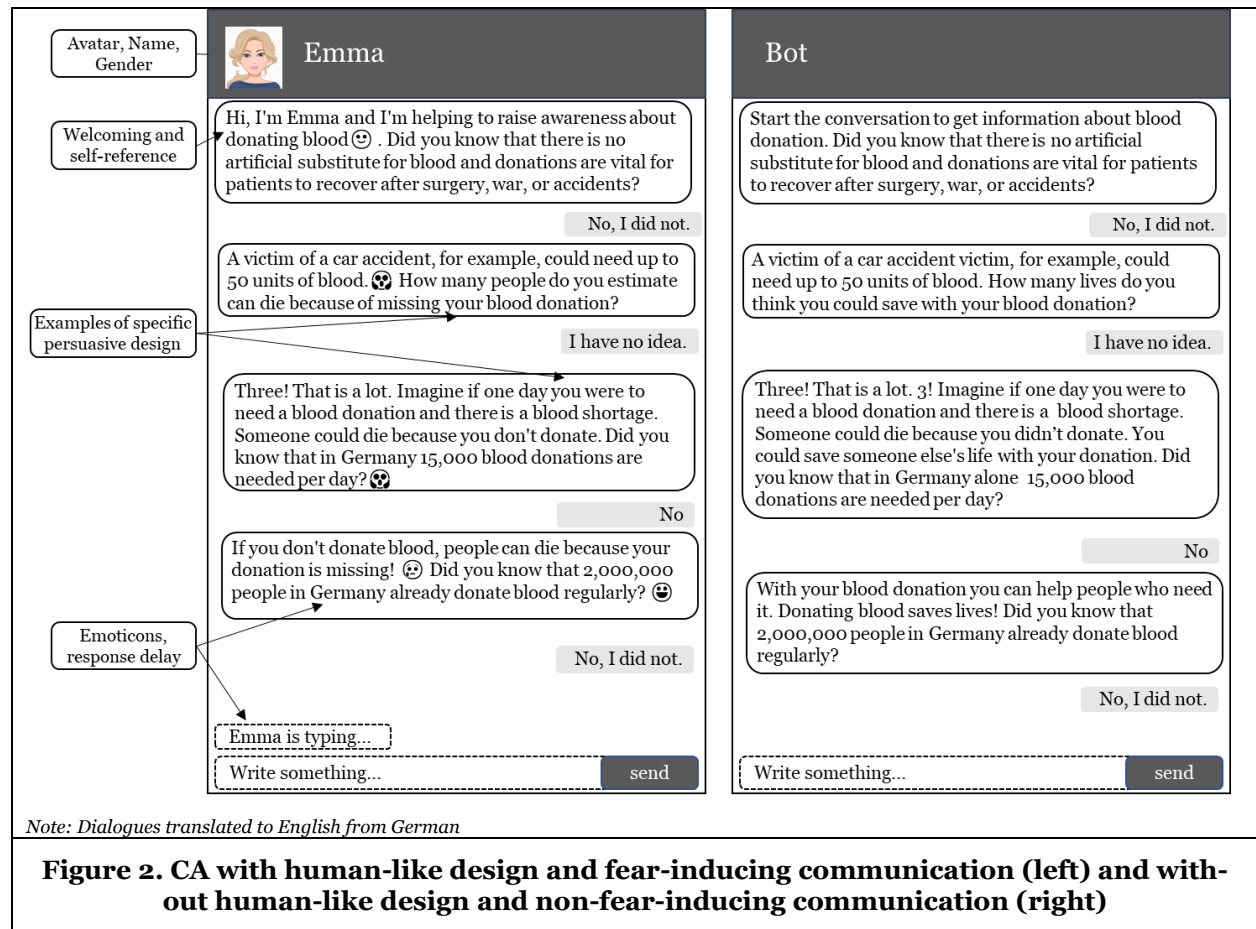 Avatar, Name,
Gender
Emma
Hi, I'm Emma and I'm helping to raise awareness about
donating blood . Did you know that there is no
artificial substitute for blood and donations are vital for
patients to recover after surgery, war, or accidents?
Welcoming and
self-reference
No, I did not.
A victim of a car accident, for example, could need up to
50 units of blood. How many people do you estimate
can die because of missing your blood donation?
Examples of specific
persuasive design
I have no idea.
Three! That is a lot. Imagine if one day you were to
need a blood donation and there is a blood shortage.
Someone could die because you don't donate. Did you
know that in Germany 15,000 blood donations are
needed per day?
No
If you don't donate blood, people can die because your
donation is missing! Did you know that 2,000,000
people in Germany already donate blood regularly?
Emoticons,
response delay
No, I did not.
Emma is typing...
Write something...
send
Bot
Start the conversation to get information about blood
donation. Did you know that there is no artificial
substitute for blood and donations are vital for patients
to recover after surgery, war, or accidents?
No, I did not.
A victim of a car accident victim, for example, could
need up to 50 units of blood. How many lives do you
think you could save with your blood donation?
I have no idea.
Three! That is a lot. 3! Imagine if one day you were to
need a blood donation and there is a blood shortage.
Someone could die because you didn’t donate. You
could save someone else's life with your donation. Did
you know that in Germany alone 15,000 blood
donations are needed per day?
No
With your blood donation you can help people who need
it. Donating blood saves lives! Did you know that
2,000,000 people in Germany already donate blood
regularly?
No, I did not.
Write something...
send
Note: Dialogues translated to English from German
Figure 2. CA with human-like design and fear-inducing communication (left) and with-
out human-like design and non-fear-inducing communication (right)